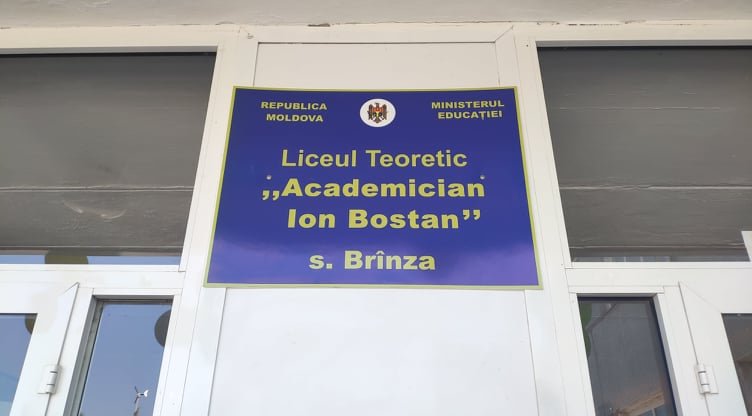 REPUBLICA
MOLDOVA
MINISTERUL
EDUCAȚIEI
Liceul Teoretic
,,Academician
Ion Bostan”
s. Brînza